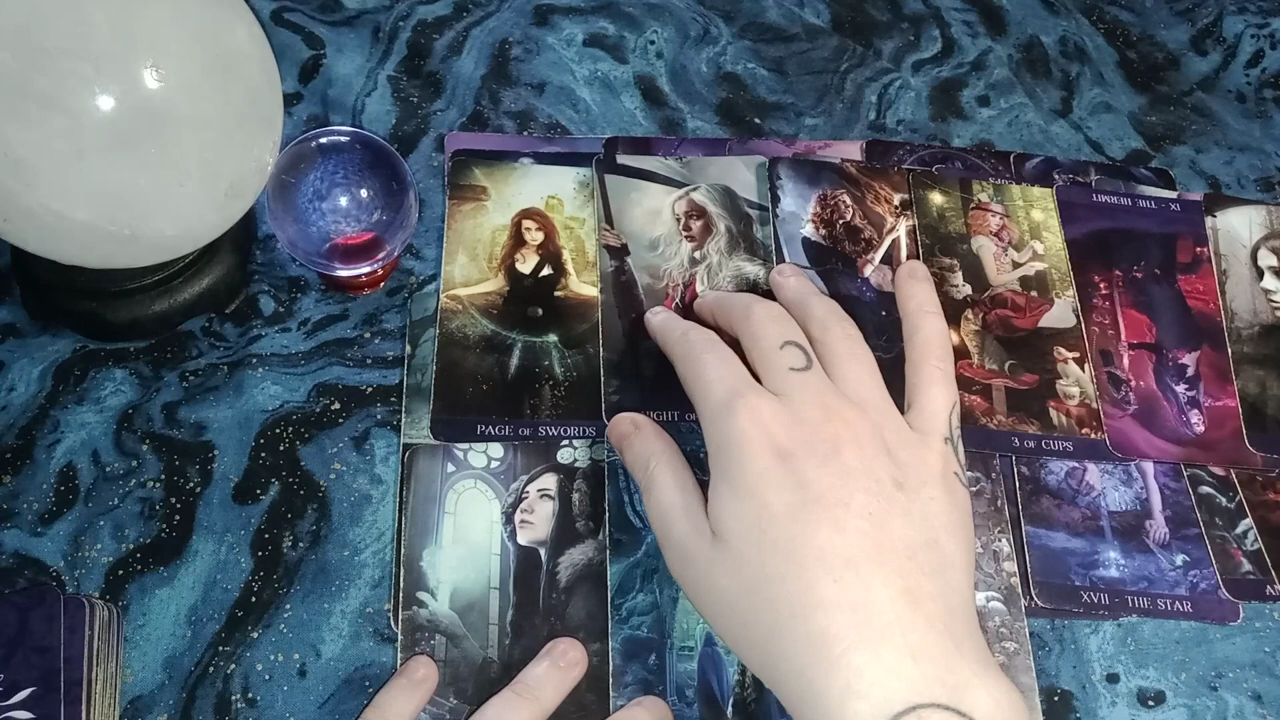 IX - THE HERMIT
PAGE OF SWORDS
3 OF CUPS
XVII - THE STAR